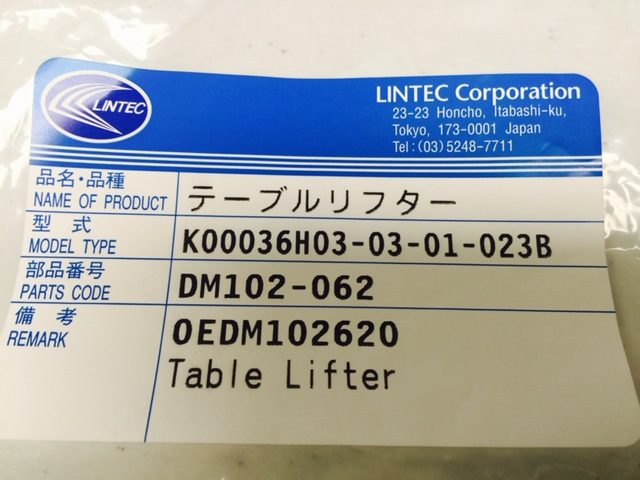 LINTEC
LINTEC Corporation
23-23 Honcho, Itabashi-ku,
Tokyo, 173-0001 Japan
Tel: (03) 5248-7711
品名・品種
NAME OF PRODUCT
テーブルリフター
型 式
MODEL TYPE
K00036H03-03-01-023B
部品番号
PARTS CODE
DM102-062
備 考
REMARK
OEDM102620
Table Lifter